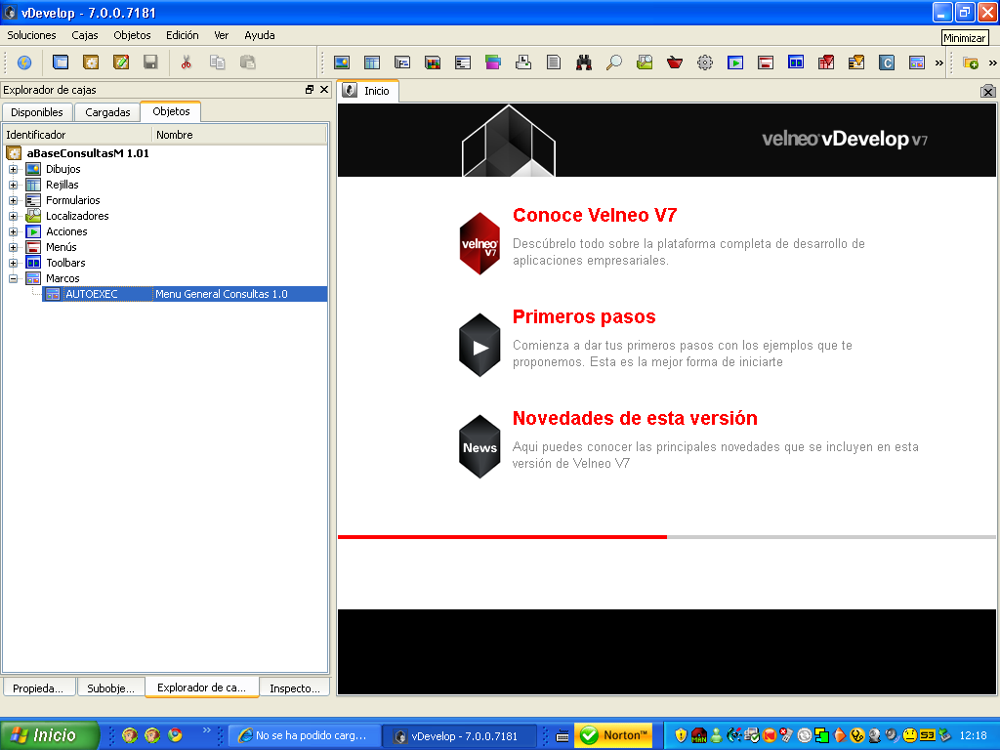 vDevelop - 7.0.0.7181
Soluciones Cajas Objetos Edición Ver Ayuda
Minimizar
Explorador de cajas
Disponibles Cargadas Objetos
Identificador Nombre
aBaseConsultasM 1.01
Dibujos
Rejillas
Formularios
Localizadores
Acciones
Menús
Toolbars
Marcos
AUTOEXEC Menu General Consultas 1.0
Propieda... Subobje... Explorador de ca... Inspecto...
Inicio
velneo vDevelop V7
velneo V7
Conoce Velneo V7
Descúbrelo todo sobre la plataforma completa de desarrollo de
aplicaciones empresariales.
Primeros pasos
Comienza a dar tus primeros pasos con los ejemplos que te
proponemos. Esta es la mejor forma de iniciarte
News
Novedades de esta versión
Aqui puedes conocer las principales novedades que se incluyen en esta
versión de Velneo V7
Inicio No se ha podido carg... vDevelop - 7.0.0.7181 Norton™ 12:18